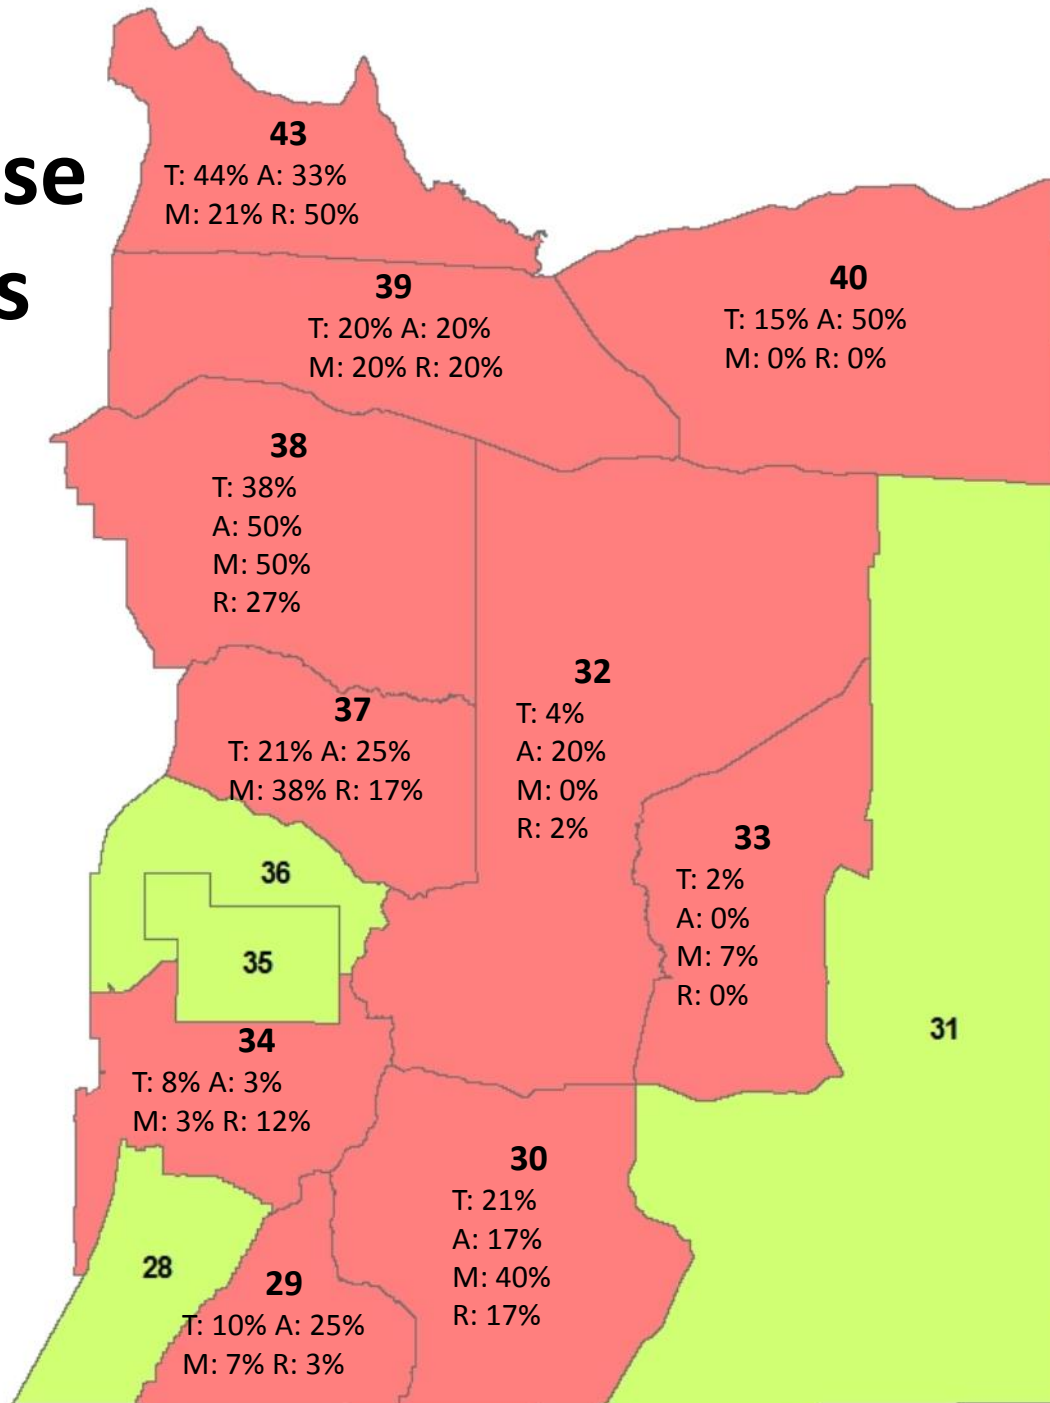 se
s
43
T: 44% A: 33%
M: 21% R: 50%
39
T: 20% A: 20%
M: 20% R: 20%
40
T: 15% A: 50%
M: 0% R: 0%
38
T: 38%
A: 50%
M: 50%
R: 27%
32
T: 4%
A: 20%
M: 0%
R: 2%
37
T: 21% A: 25%
M: 38% R: 17%
33
T: 2%
A: 0%
M: 7%
R: 0%
36
35
31
34
T: 8% A: 3%
M: 3% R: 12%
30
T: 21%
A: 17%
M: 40%
R: 17%
28
29
T: 10% A: 25%
M: 7% R: 3%